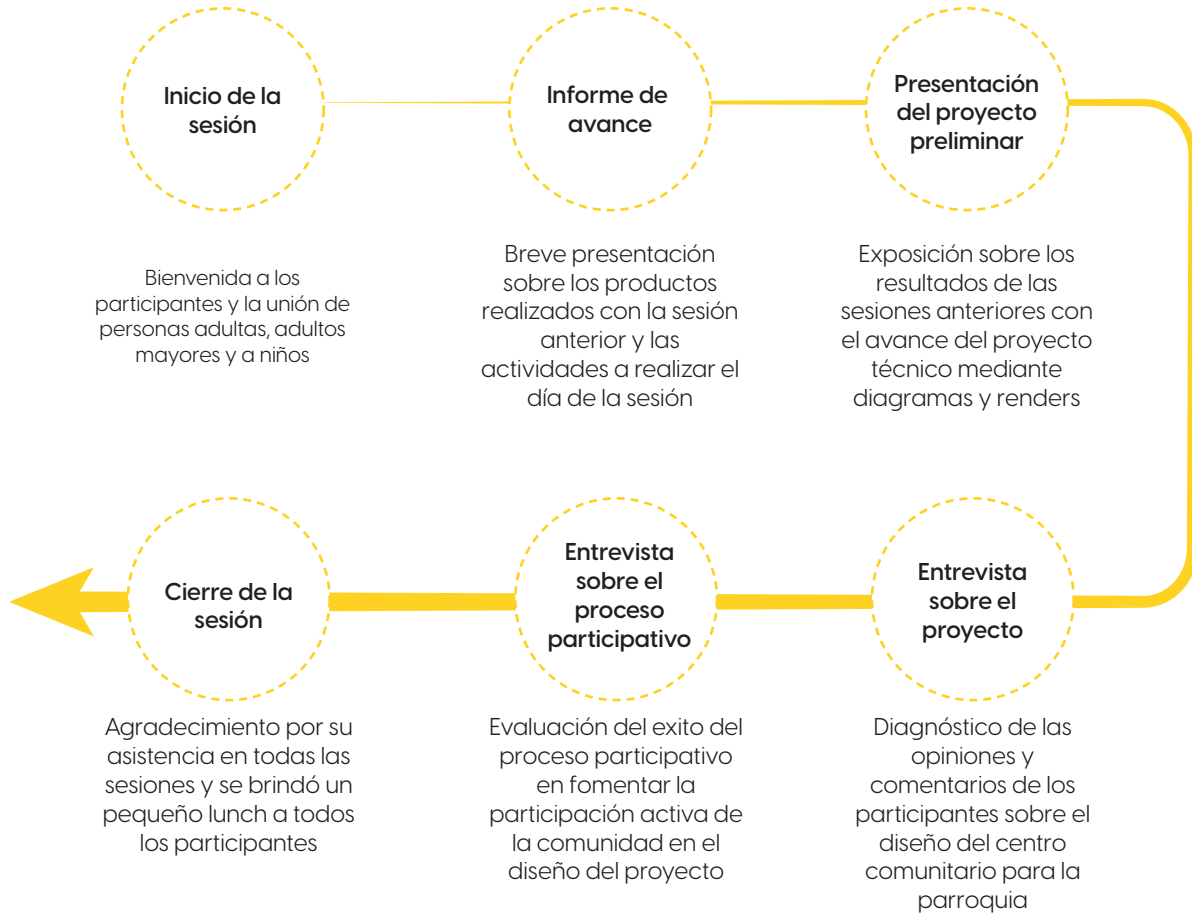 Inicio de la
sesión
Informe de
avance
Presentación
del proyecto
preliminar
Bienvenida a los
participantes y la unión de
personas adultas, adultos
mayores y a niños
Breve presentación
sobre los productos
realizados con la sesión
anterior y las
actividades a realizar el
día de la sesión
Exposición sobre los
resultados de las
sesiones anteriores con
el avance del proyecto
técnico mediante
diagramas y renders
Entrevista
sobre el
proyecto
Entrevista
sobre el
proceso
participativo
Cierre de la
sesión
Diagnóstico de las
opiniones y
comentarios de los
participantes sobre el
diseño del centro
comunitario para la
parroquia
Evaluación del exito del
proceso participativo
en fomentar la
participación activa de
la comunidad en el
diseño del proyecto
Agradecimiento por su
asistencia en todas las
sesiones y se brindó un
pequeño lunch a todos
los participantes